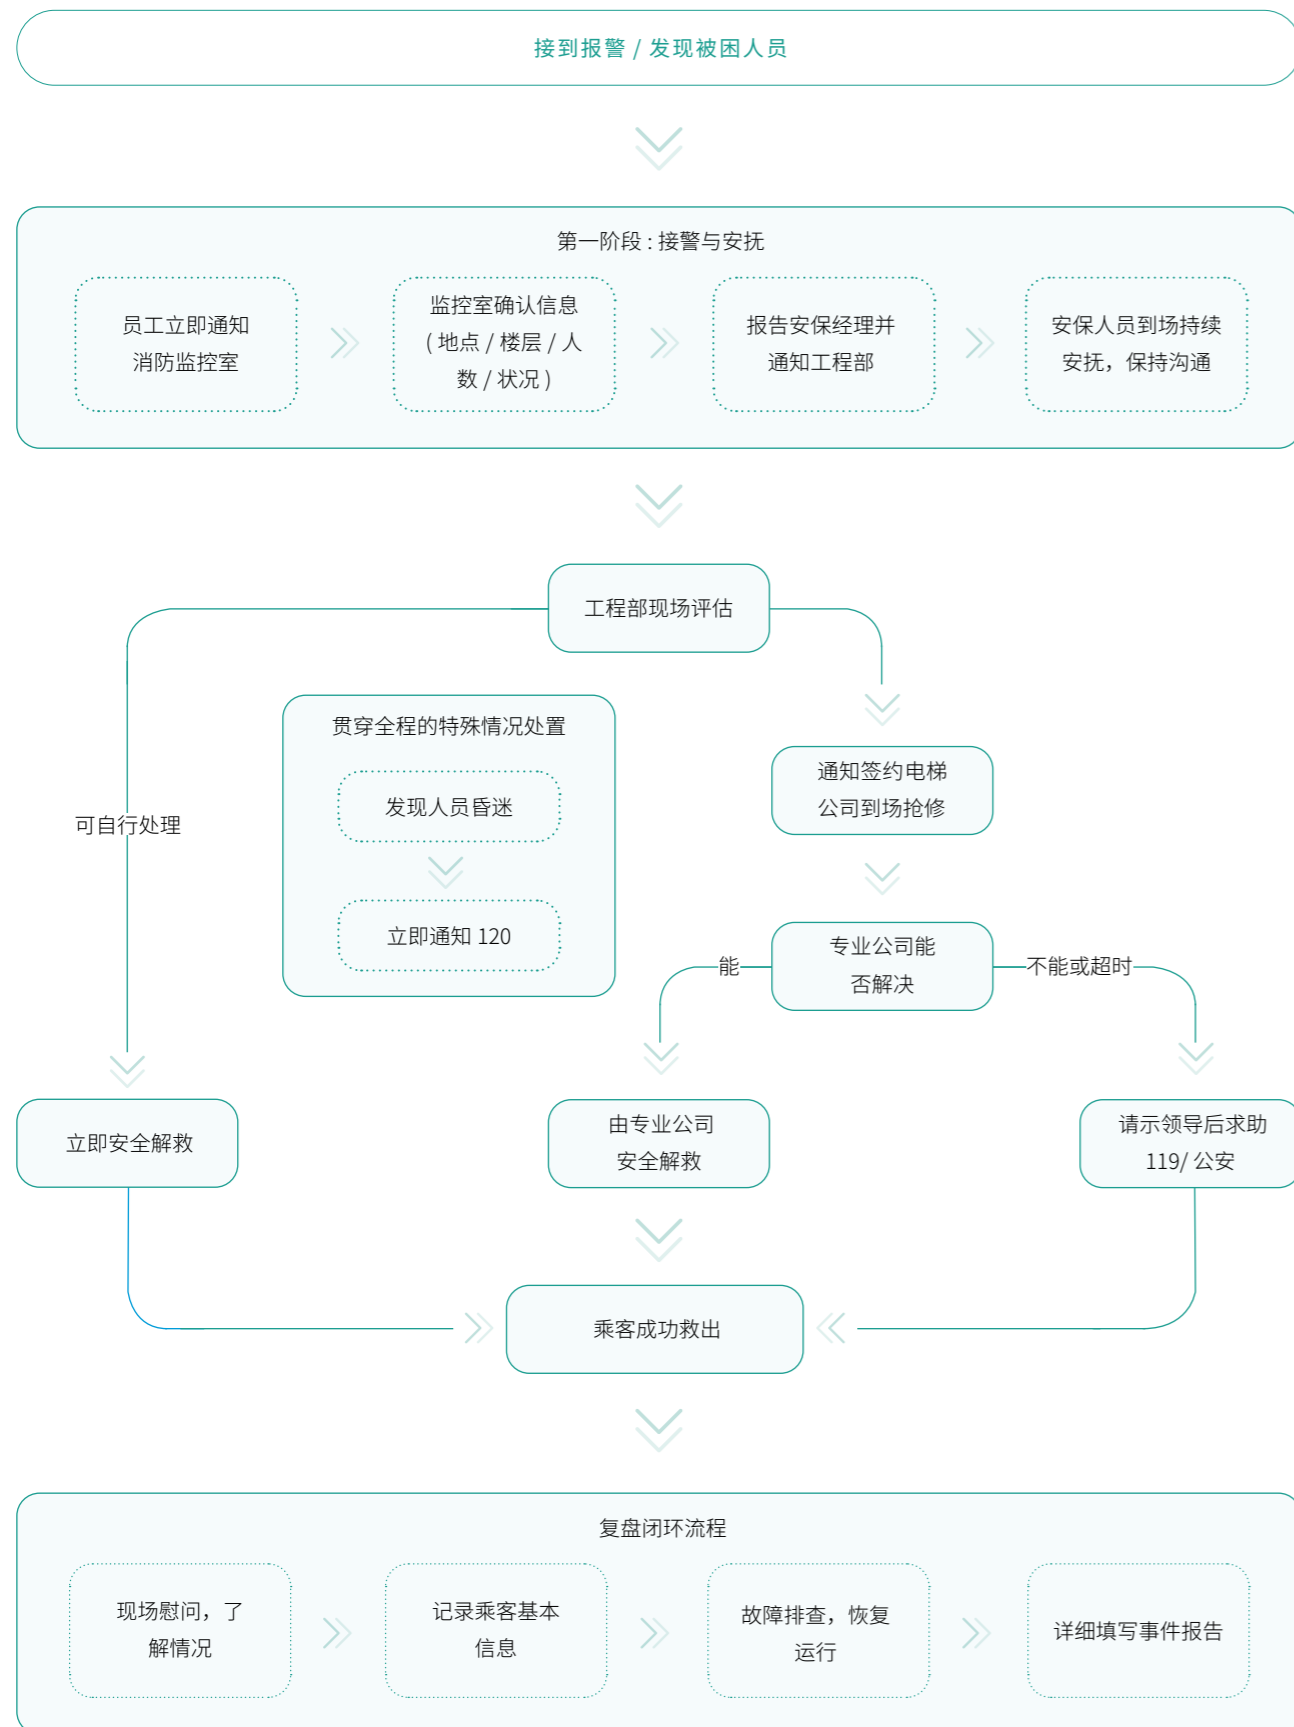 接到报警 / 发现被困人员
第一阶段 : 接警与安抚
员工立即通知
消防监控室
监控室确认信息
( 地点 / 楼层 / 人
数 / 状况 )
报告安保经理并
通知工程部
安保人员到场持续
安抚，保持沟通
工程部现场评估
贯穿全程的特殊情况处置
发现人员昏迷
立即通知 120
可自行处理
通知签约电梯
公司到场抢修
专业公司能
否解决
能
不能或超时
立即安全解救
由专业公司
安全解救
请示领导后求助
119/ 公安
乘客成功救出
复盘闭环流程
现场慰问，了
解情况
记录乘客基本
信息
故障排查，恢复
运行
详细填写事件报告